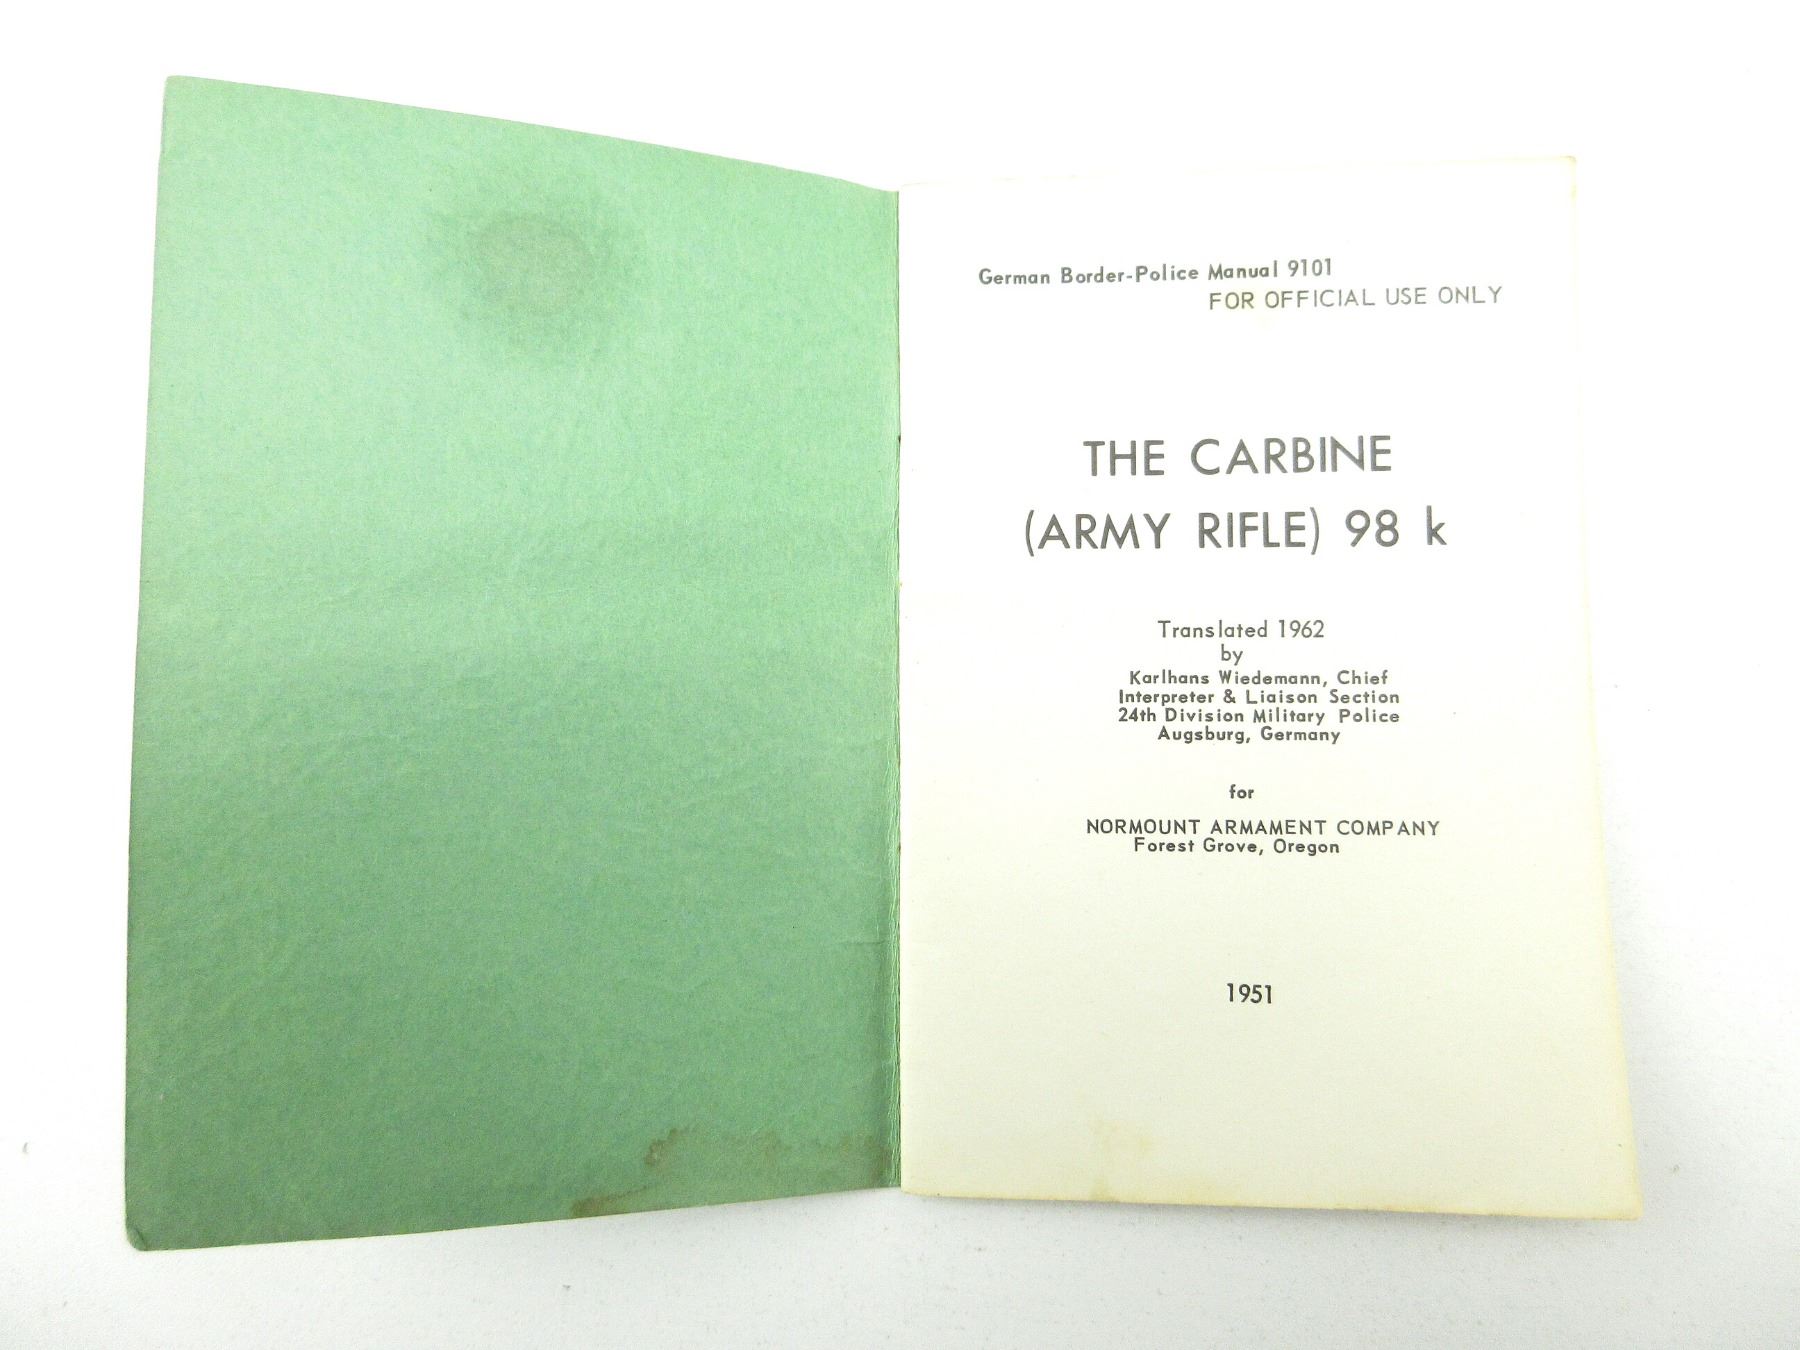 German Border-Police Manual 9101
FOR OFFICIAL USE ONLY
THE CARBINE
(ARMY RIFLE) 98 k
Translated 1962
by
Karlhans Wiedemann, Chief
Interpreter & Liaison Section
24th Division Military Police
Augsburg, Germany
for
NORMOUNT ARMAMENT COMPANY
Forest Grove, Oregon
1951